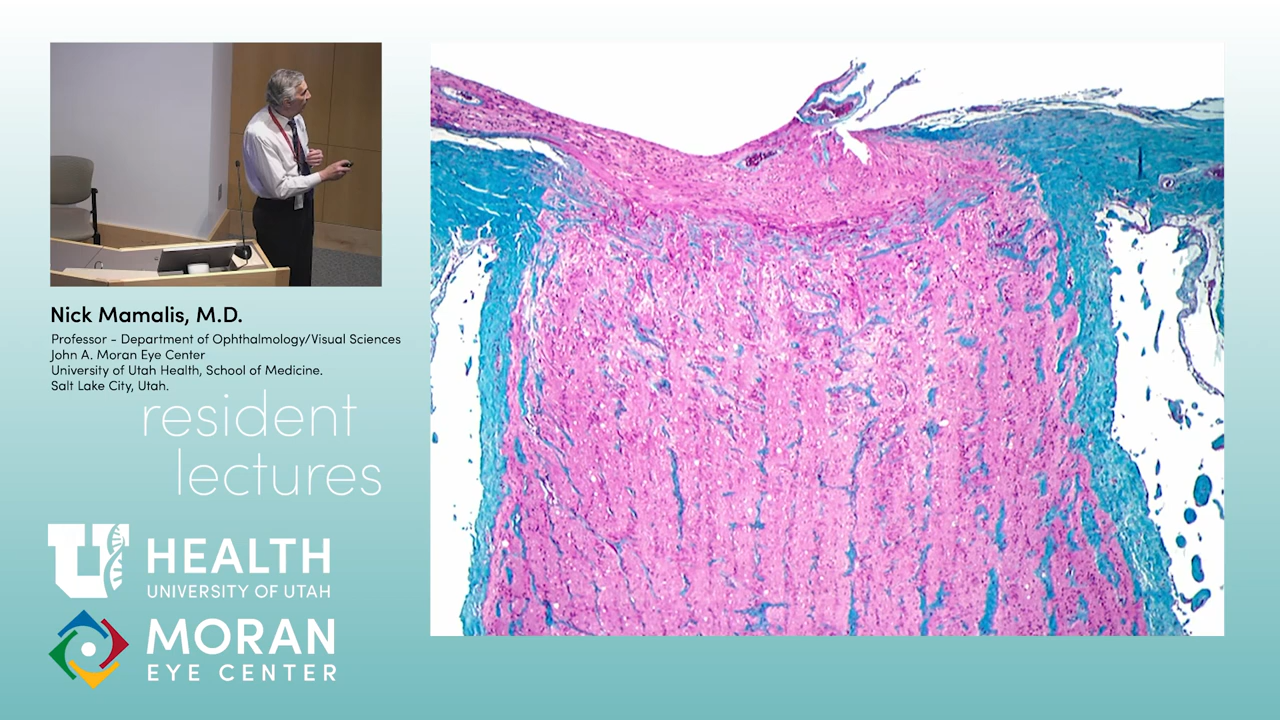 Nick Mamalis, M.D.
Professor - Department of Ophthalmology/Visual Sciences
John A. Moran Eye Center
University of Utah Health, School of Medicine.
Salt Lake City, Utah.
resident
lectures
U HEALTH
UNIVERSITY OF UTAH
MORAN
EYE CENTER